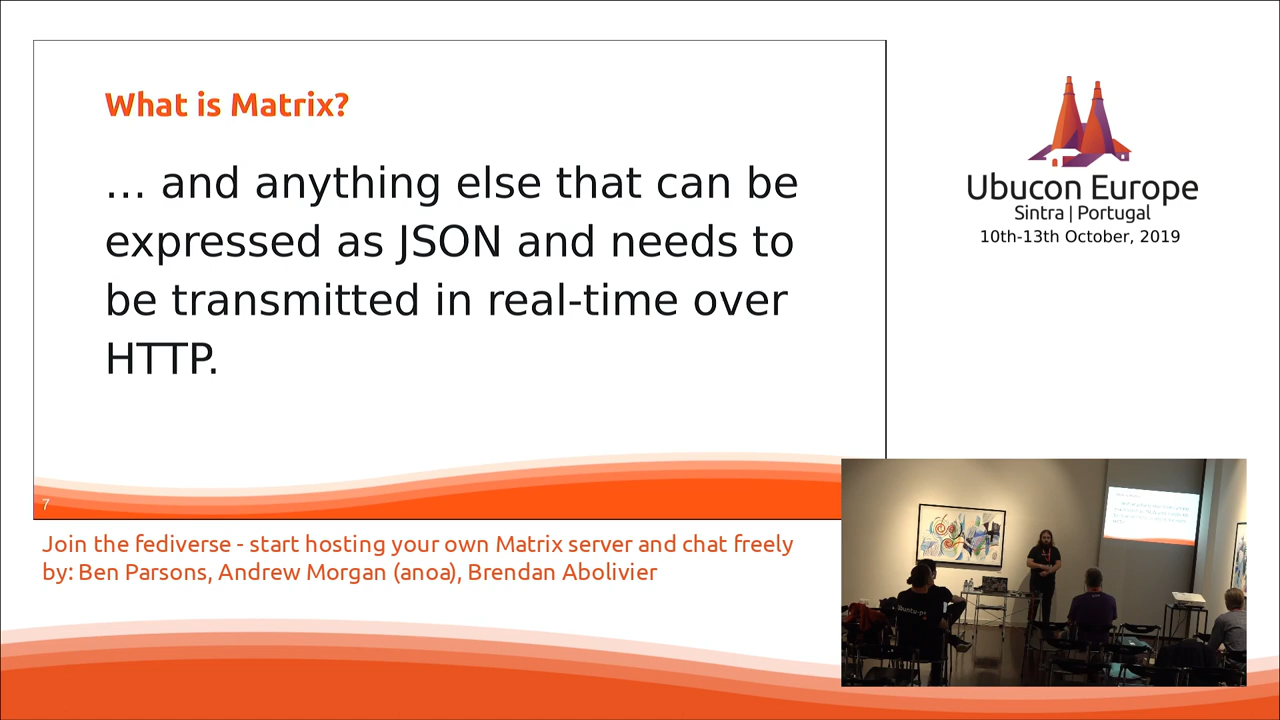 What is Matrix?
… and anything else that can be
expressed as JSON and needs to
be transmitted in real-time over
HTTP.
7
Join the fediverse - start hosting your own Matrix server and chat freely
by: Ben Parsons, Andrew Morgan (anoa), Brendan Abolivier
Ubucon Europe
Sintra | Portugal
10th-13th October, 2019